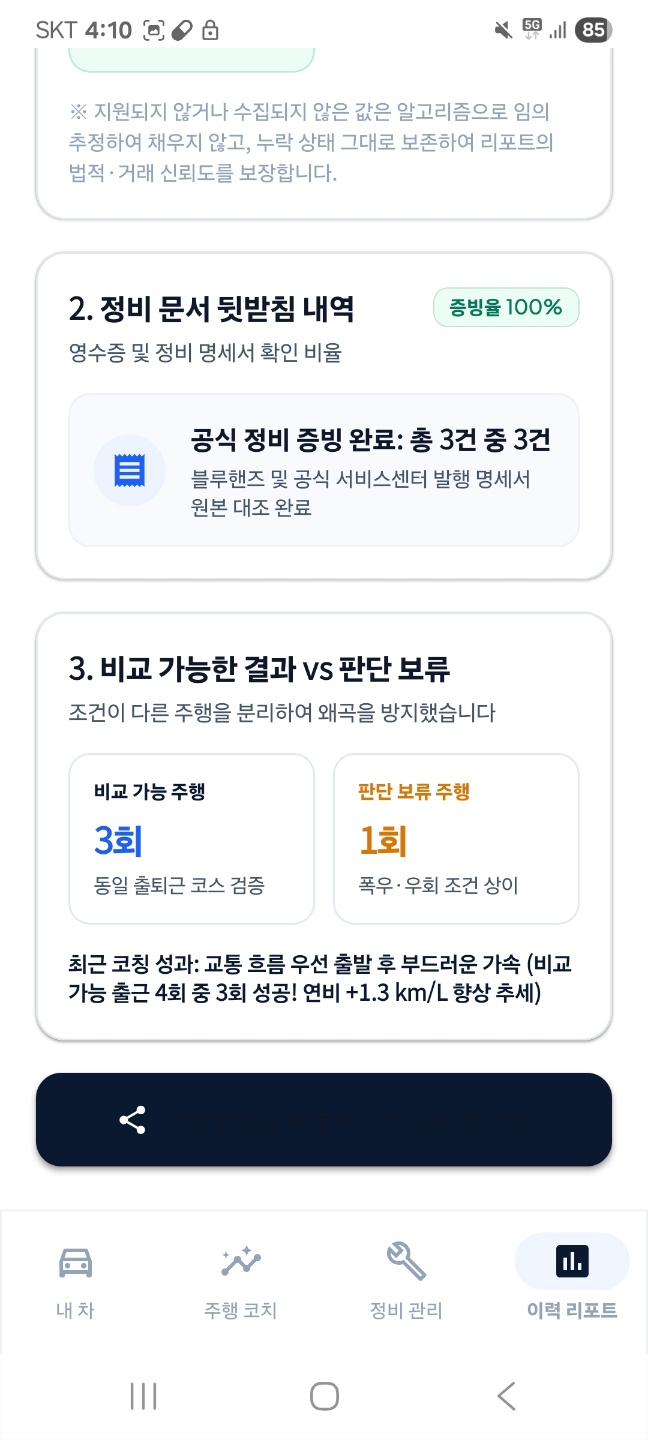 SKT 4:10
5G
85
※ 지원되지 않거나 수집되지 않은 값은 알고리즘으로 임의
추정하여 채우지 않고, 누락 상태 그대로 보존하여 리포트의
법적·거래 신뢰도를 보장합니다.
2. 정비 문서 뒷받침 내역
증빙율 100%
영수증 및 정비 명세서 확인 비율
공식 정비 증빙 완료: 총 3건 중 3건
블루핸즈 및 공식 서비스센터 발행 명세서
원본 대조 완료
3. 비교 가능한 결과 vs 판단 보류
조건이 다른 주행을 분리하여 왜곡을 방지했습니다
비교 가능 주행
3회
동일 출퇴근 코스 검증
판단 보류 주행
1회
폭우·우회 조건 상이
최근 코칭 성과: 교통 흐름 우선 출발 후 부드러운 가속 (비교
가능 출근 4회 중 3회 성공! 연비 +1.3 km/L 향상 추세)
내 차
주행 코치
정비 관리
이력 리포트